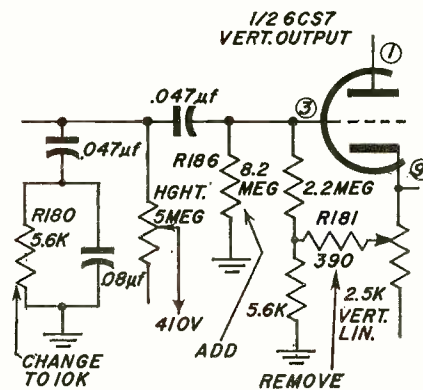 1/2 6CS7
VERT. OUTPUT
1
.047µf
3
.047µf
R186
8.2
MEG
9
HGHT.
5MEG
2.2MEG
R180
5.6K
R181
390
.08µf
410V
5.6K
2.5K
VERT.
LIN.
ADD
CHANGE
TO 10K
REMOVE